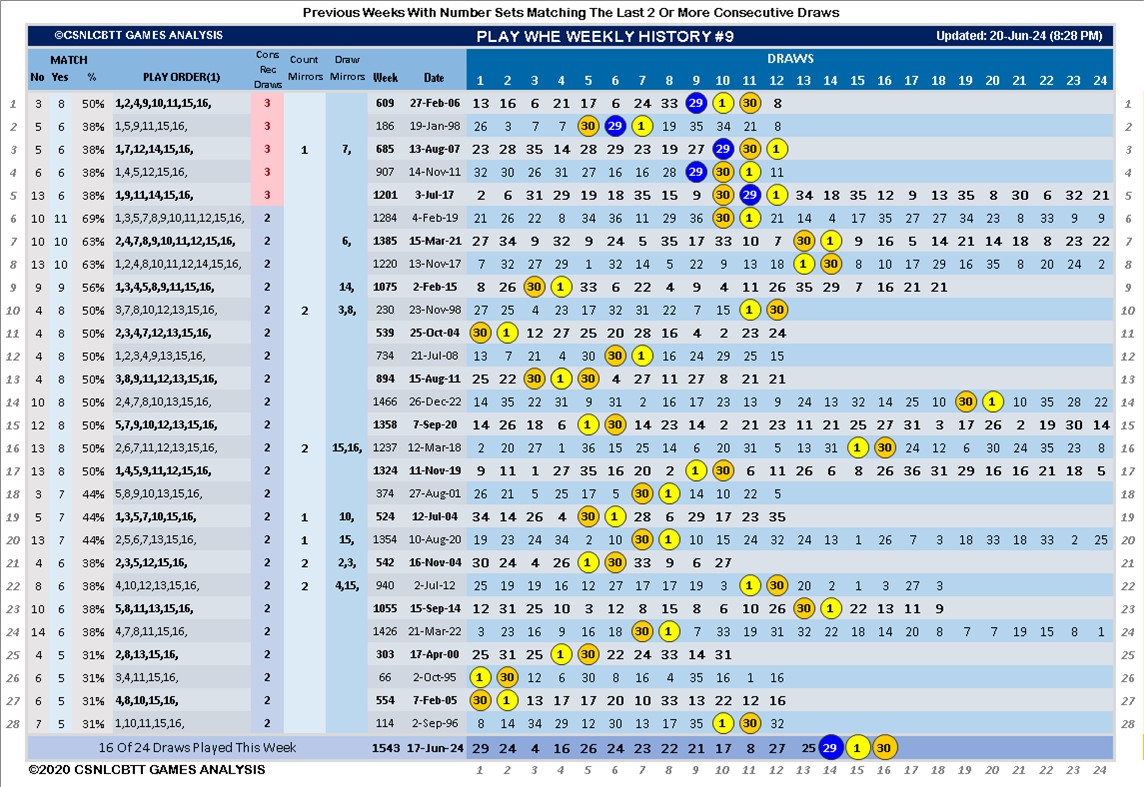 Previous Weeks With Number Sets Matching The Last 2 Or More Consecutive Draws
©CSNLCBTT GAMES ANALYSIS PLAY WHE WEEKLY HISTORY #9 Updated: 20-Jun-24 (8:28 PM)
MATCH Cons Rec Draws Count Mirrors Draw Mirrors DRAWS
No Yes % PLAY ORDER(1) Week Date 1 2 3 4 5 6 7 8 9 10 11 12 13 14 15 16 17 18 19 20 21 22 23 24
1 3 8 50% 1,2,4,9,10,11,15,16, 3 609 27-Feb-06 13 16 6 21 17 6 24 33 29 1 30 8 1
2 5 6 38% 1,5,9,11,15,16, 3 186 19-Jan-98 26 3 7 7 30 29 1 19 35 34 21 8 2
3 5 6 38% 1,7,12,14,15,16, 3 1 7, 685 13-Aug-07 23 28 35 14 28 29 23 19 27 29 30 1 3
4 6 6 38% 1,4,5,12,15,16, 3 907 14-Nov-11 32 30 26 31 27 16 16 28 29 30 1 11 4
5 13 6 38% 1,9,11,14,15,16, 3 1201 3-Jul-17 2 6 31 29 19 18 35 15 9 30 29 1 34 18 35 12 9 13 35 8 30 6 32 21 5
6 10 11 69% 1,3,5,7,8,9,10,11,12,15,16, 2 1284 4-Feb-19 21 26 22 8 34 36 11 29 36 30 1 21 14 4 17 35 27 27 34 23 8 33 9 9 6
7 10 10 63% 2,4,7,8,9,10,11,12,15,16, 2 6, 1385 15-Mar-21 27 34 9 32 9 24 5 35 17 33 10 7 30 1 9 16 5 14 21 14 18 8 23 22 7
8 13 10 63% 1,2,4,8,10,11,12,14,15,16, 2 1220 13-Nov-17 7 32 27 29 1 32 14 5 22 9 13 18 1 30 8 10 17 29 16 35 8 20 24 2 8
9 9 9 56% 1,3,4,5,8,9,11,15,16, 2 14, 1075 2-Feb-15 8 26 30 1 33 6 22 4 9 4 11 26 35 29 7 16 21 21 9
10 4 8 50% 3,7,8,10,12,13,15,16, 2 2 3,8, 230 23-Nov-98 27 25 4 23 17 32 31 22 7 15 1 30 10
11 4 8 50% 2,3,4,7,12,13,15,16, 2 539 25-Oct-04 30 1 12 27 25 20 28 16 4 2 23 24 11
12 4 8 50% 1,2,3,4,9,13,15,16, 2 734 21-Jul-08 13 7 21 4 30 30 1 16 24 29 25 15 12
13 4 8 50% 3,8,9,11,12,13,15,16, 2 894 15-Aug-11 25 22 30 1 30 4 27 11 27 8 21 21 13
14 10 8 50% 2,4,7,8,10,13,15,16, 2 1466 26-Dec-22 14 35 22 31 9 31 2 16 17 23 13 9 24 13 32 14 25 10 30 1 10 35 28 22 14
15 12 8 50% 5,7,9,10,12,13,15,16, 2 1358 7-Sep-20 14 26 18 6 1 30 14 23 14 2 21 23 11 21 25 27 31 3 17 26 2 19 30 14 15
16 13 8 50% 2,6,7,11,12,13,15,16, 2 2 15,16, 1237 12-Mar-18 2 20 27 1 36 15 25 14 6 20 31 5 13 31 1 30 24 12 6 30 24 35 23 8 16
17 13 8 50% 1,4,5,9,11,12,15,16, 2 1324 11-Nov-19 9 11 1 27 35 16 20 2 1 30 6 11 26 6 8 26 36 31 29 16 16 21 18 5 17
18 3 7 44% 5,8,9,10,13,15,16, 2 374 27-Aug-01 26 21 5 25 17 5 30 1 14 10 22 5 18
19 5 7 44% 1,3,5,7,10,15,16, 2 1 10, 524 12-Jul-04 34 14 26 4 30 1 28 6 29 17 23 35 19
20 13 7 44% 2,5,6,7,13,15,16, 2 1 15, 1354 10-Aug-20 19 23 24 34 2 10 30 1 10 15 24 32 24 13 1 26 7 3 18 33 18 33 2 25 20
21 4 6 38% 2,3,5,12,15,16, 2 2 2,3, 542 16-Nov-04 30 24 4 26 1 30 33 9 6 27 21
22 8 6 38% 4,10,12,13,15,16, 2 2 4,15, 940 2-Jul-12 25 19 19 16 12 27 17 17 19 3 1 30 20 2 1 3 27 3 22
23 10 6 38% 5,8,11,13,15,16, 2 1055 15-Sep-14 12 31 25 10 3 12 8 15 8 6 10 26 30 1 22 13 11 9 23
24 14 6 38% 4,7,8,11,15,16, 2 1426 21-Mar-22 3 23 16 9 16 18 30 1 7 33 19 31 32 22 18 14 20 8 7 7 19 15 8 1 24
25 4 5 31% 2,8,13,15,16, 2 303 17-Apr-00 25 31 25 1 30 22 24 33 14 31 25
26 6 5 31% 3,4,11,15,16, 2 66 2-Oct-95 1 30 12 6 30 8 16 4 35 16 1 16 26
27 6 5 31% 4,8,10,15,16, 2 554 7-Feb-05 30 1 13 17 17 20 10 33 13 22 12 16 27
28 7 5 31% 1,10,11,15,16, 2 114 2-Sep-96 8 14 34 29 12 30 13 17 35 1 30 32 28
16 Of 24 Draws Played This Week 1543 17-Jun-24 29 24 4 16 26 24 23 22 21 17 8 27 25 29 1 30
©2020 CSNLCBTT GAMES ANALYSIS 1 2 3 4 5 6 7 8 9 10 11 12 13 14 15 16 17 18 19 20 21 22 23 24